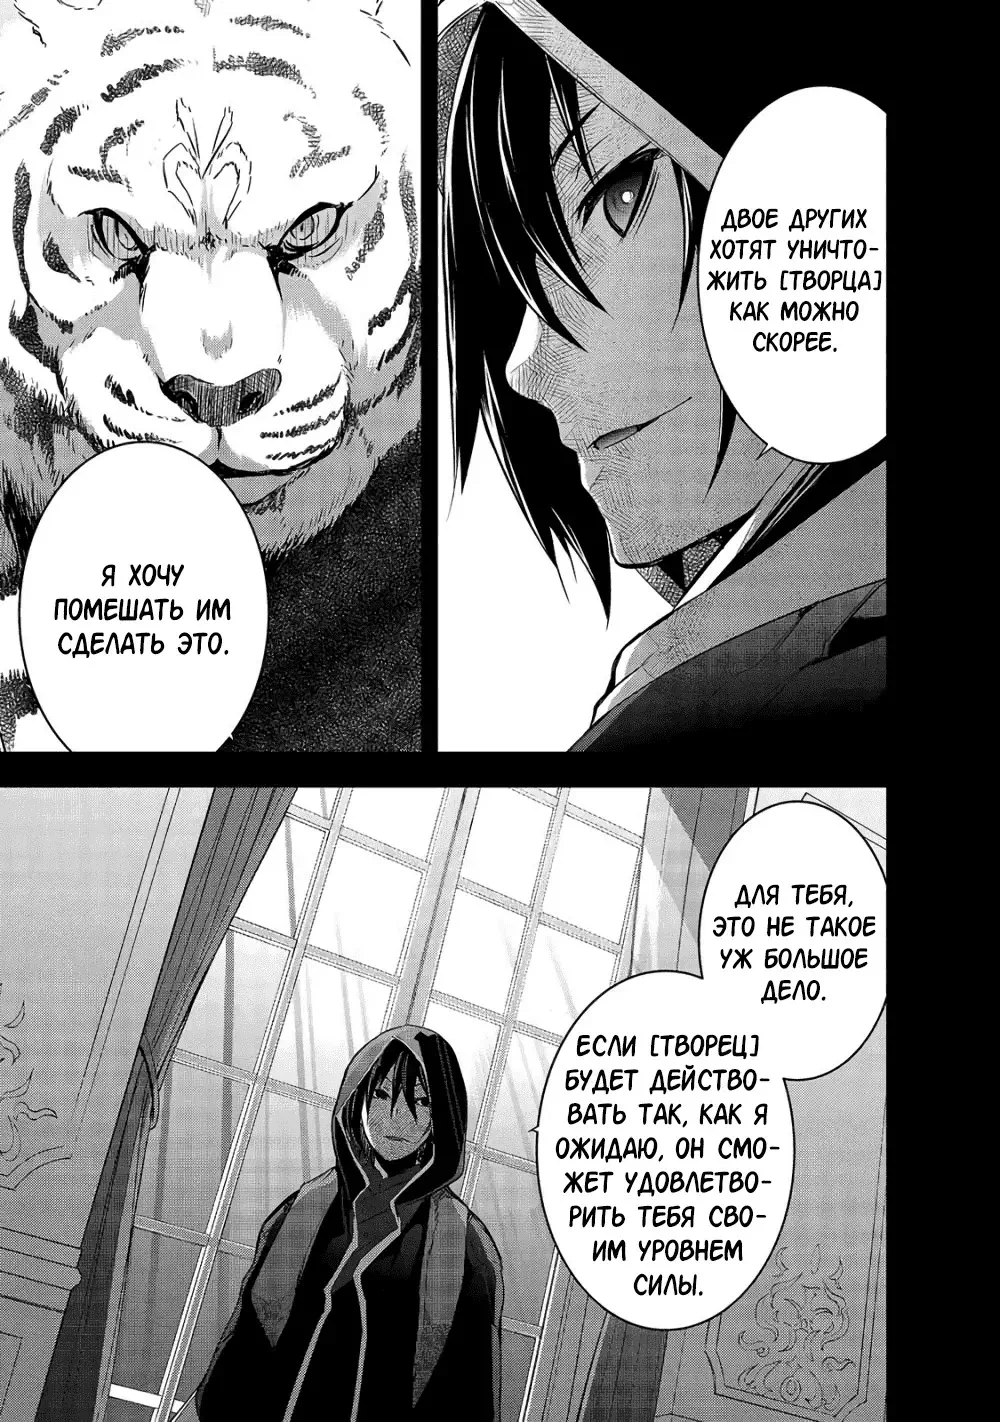 ДВОЕ ДРУГИХ
ХОТЯТ УНИЧТО-
ЖИТЬ [ТВОРЦА]
КАК МОЖНО
СКОРЕЕ.
Я ХОЧУ
ПОМЕШАТЬ ИМ
СДЕЛАТЬ ЭТО.
ДЛЯ ТЕБЯ,
ЭТО НЕ ТАКОЕ
УЖ БОЛЬШОЕ
ДЕЛО.
ЕСЛИ [ТВОРЕЦ]
БУДЕТ ДЕЙСТВО-
ВАТЬ ТАК, КАК Я
ОЖИДАЮ, ОН СМО-
ЖЕТ УДОВЛЕТВО-
РИТЬ ТЕБЯ СВО-
ИМ УРОВНЕМ
СИЛЫ.